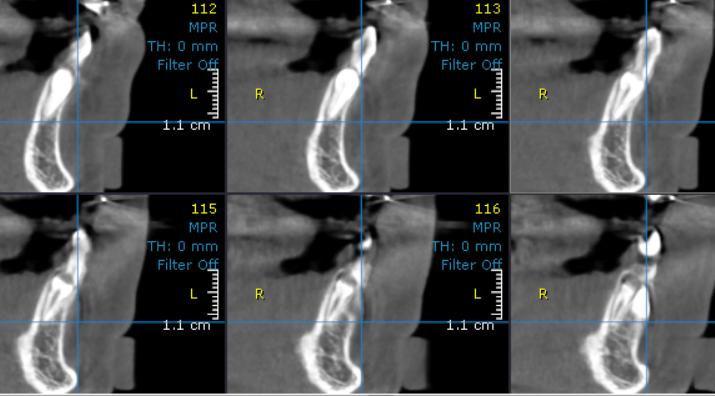 112
MPR
TH: 0 mm
Filter Off
L
1.1 cm
113
MPR
TH: 0 mm
Filter Off
R
L
1.1 cm
R
115
MPR
TH: 0 mm
Filter Off
L
1.1 cm
116
MPR
TH: 0 mm
Filter Off
R
L
1.1 cm
R